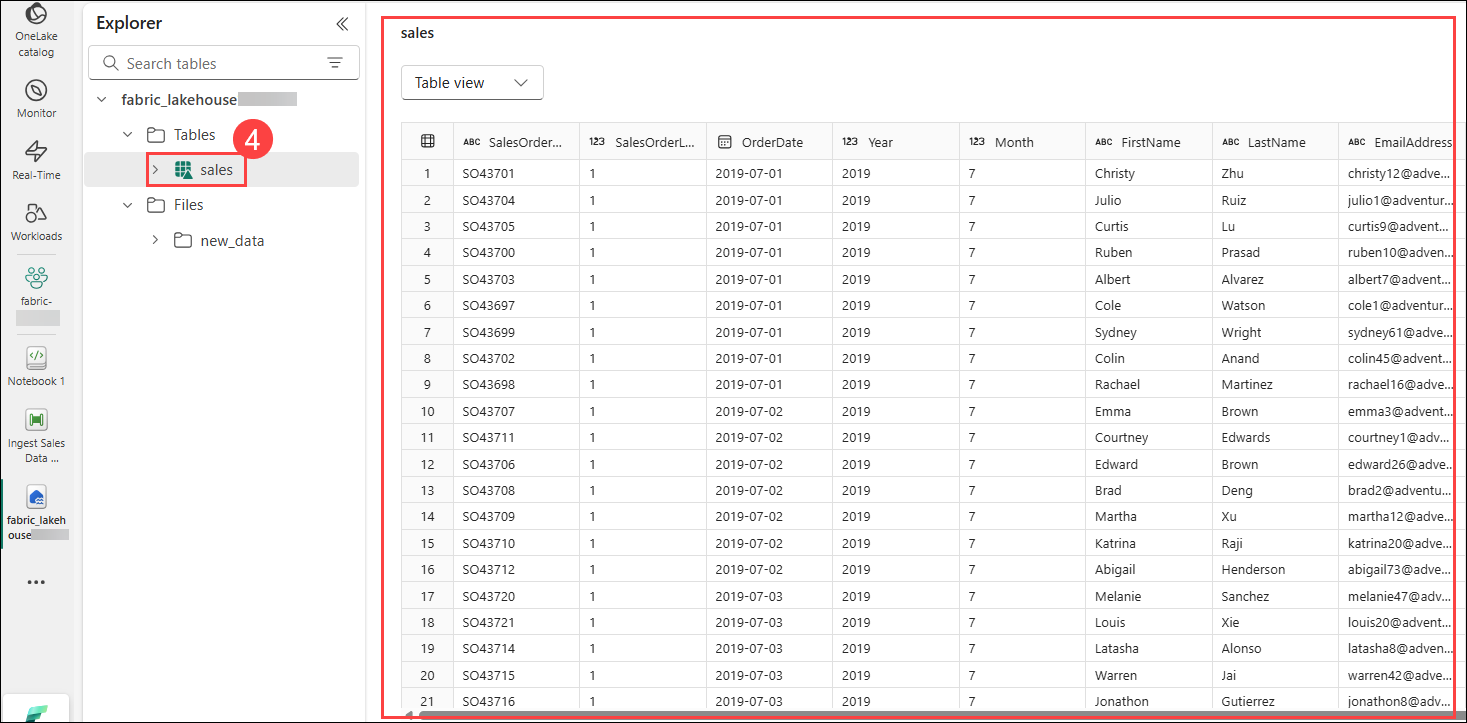 OneLake
catalog
Monitor
Real-Time
Workloads
fabric-
Notebook 1
Ingest Sales
Data ...
fabric_lakeh
ouse
Explorer
Search tables
fabric_lakehouse
Tables
4
sales
Files
new_data
sales
Table view
ABC SalesOrder... 123 SalesOrderL... OrderDate 123 Year 123 Month ABC FirstName ABC LastName ABC EmailAddress
1 SO43701 1 2019-07-01 2019 7 Christy Zhu christy12@adve...
2 SO43704 1 2019-07-01 2019 7 Julio Ruiz julio1@adventur...
3 SO43705 1 2019-07-01 2019 7 Curtis Lu curtis9@advent...
4 SO43700 1 2019-07-01 2019 7 Ruben Prasad ruben10@adven...
5 SO43703 1 2019-07-01 2019 7 Albert Alvarez albert7@advent...
6 SO43697 1 2019-07-01 2019 7 Cole Watson cole1@adventur...
7 SO43699 1 2019-07-01 2019 7 Sydney Wright sydney61@adve...
8 SO43702 1 2019-07-01 2019 7 Colin Anand colin45@advent...
9 SO43698 1 2019-07-01 2019 7 Rachael Martinez rachael16@adve...
10 SO43707 1 2019-07-02 2019 7 Emma Brown emma3@advent...
11 SO43711 1 2019-07-02 2019 7 Courtney Edwards courtney1@adv...
12 SO43706 1 2019-07-02 2019 7 Edward Brown edward26@adve...
13 SO43708 1 2019-07-02 2019 7 Brad Deng brad2@adventu...
14 SO43709 1 2019-07-02 2019 7 Martha Xu martha12@adve...
15 SO43710 1 2019-07-02 2019 7 Katrina Raji katrina20@adve...
16 SO43712 1 2019-07-02 2019 7 Abigail Henderson abigail73@adve...
17 SO43720 1 2019-07-03 2019 7 Melanie Sanchez melanie47@adve...
18 SO43721 1 2019-07-03 2019 7 Louis Xie louis20@advent...
19 SO43714 1 2019-07-03 2019 7 Latasha Alonso latasha8@adven...
20 SO43715 1 2019-07-03 2019 7 Warren Jai warren42@adve...
21 SO43716 1 2019-07-03 2019 7 Jonathon Gutierrez jonathon8@adv...